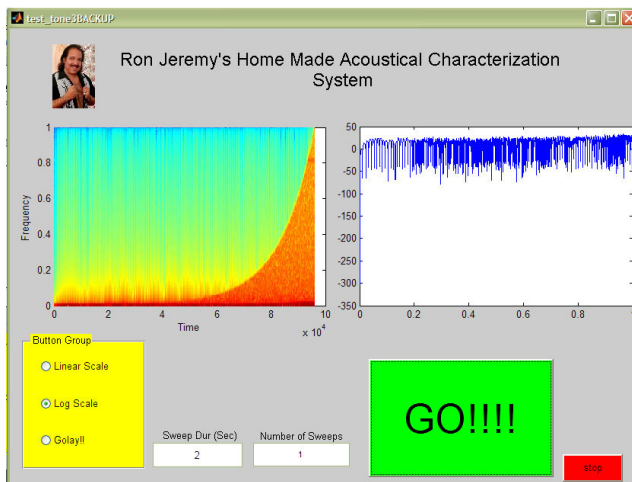 test_tone3BACKUP
Ron Jeremy's Home Made Acoustical Characterization
System
1
0.8
0.6
0.4
0.2
0
Frequency
0 2 4 6 8 10
Time
x 10^4
50
0
-50
-100
-150
-200
-250
-300
-350
0 0.2 0.4 0.6 0.8
Button Group
Linear Scale
Log Scale
Golay!!
Sweep Dur (Sec)
2
Number of Sweeps
1
GO!!!!
stop